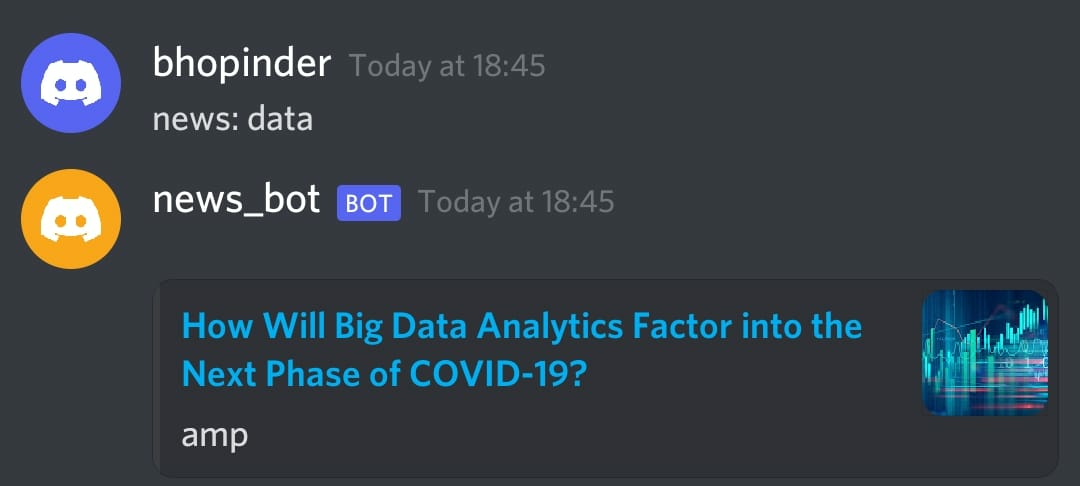 bhopinder Today at 18:45
news: data
news_bot BOT Today at 18:45
How Will Big Data Analytics Factor into the
Next Phase of COVID-19?
amp